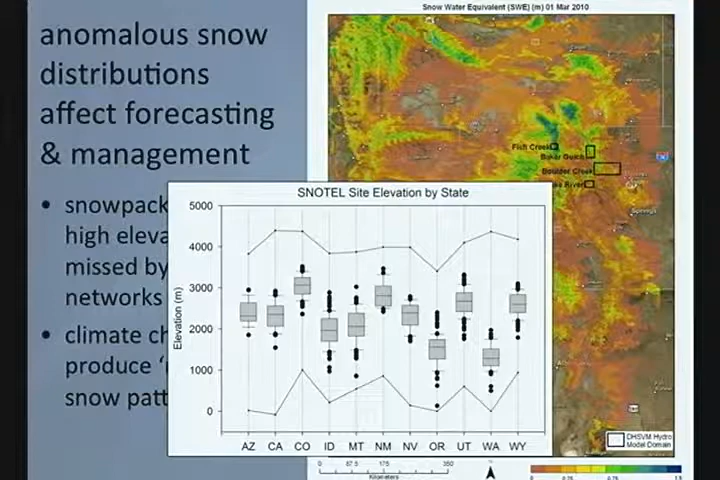 anomalous snow
distributions
affect forecasting
& management
• snowpack
high eleva
missed by
networks
• climate ch
produce
snow patt
Snow Water Equivalent (SWE) (m) 01 Mar 2010
Fish Creek
Boulder Creek
SNOTEL Site Elevation by State
Elevation (m)
5000
4000
3000
2000
1000
0
AZ CA CO ID MT NM NV OR UT WA WY
DHSVM Hydro
Model Domain
0 87.5 175 350
Kilometers